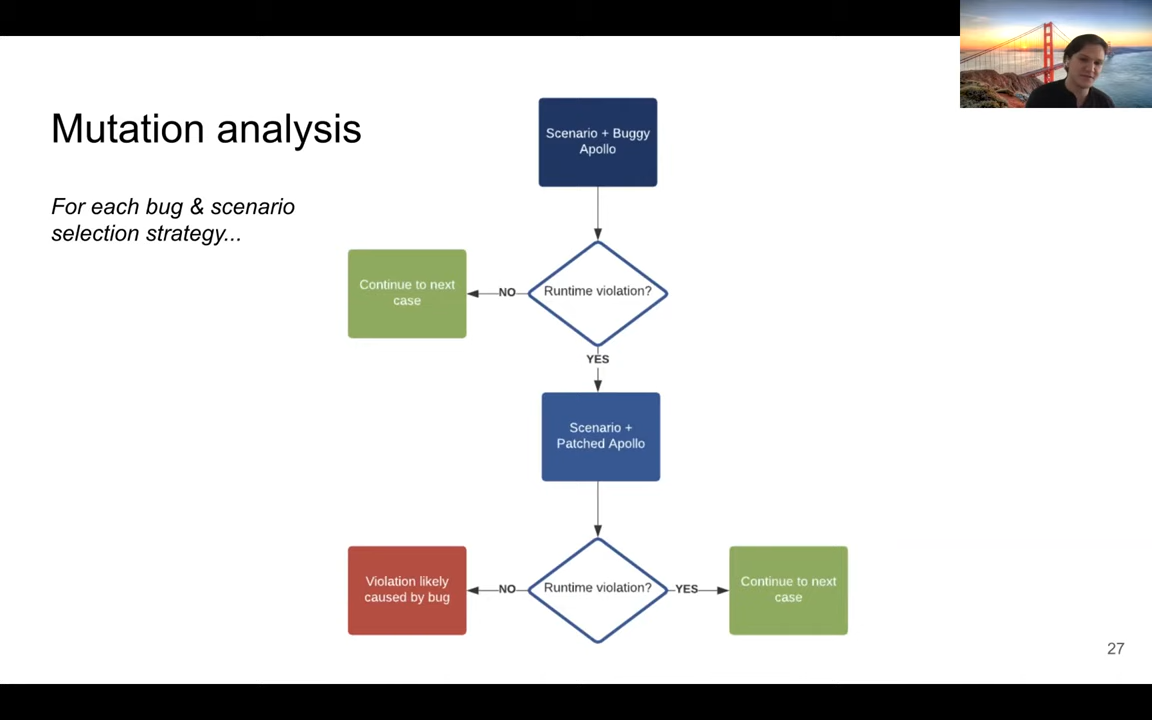 Mutation analysis
For each bug & scenario
selection strategy...
Scenario + Buggy
Apollo
Runtime violation?
NO
Continue to next
case
YES
Scenario +
Patched Apollo
Runtime violation?
NO
Violation likely
caused by bug
YES
Continue to next
case
27